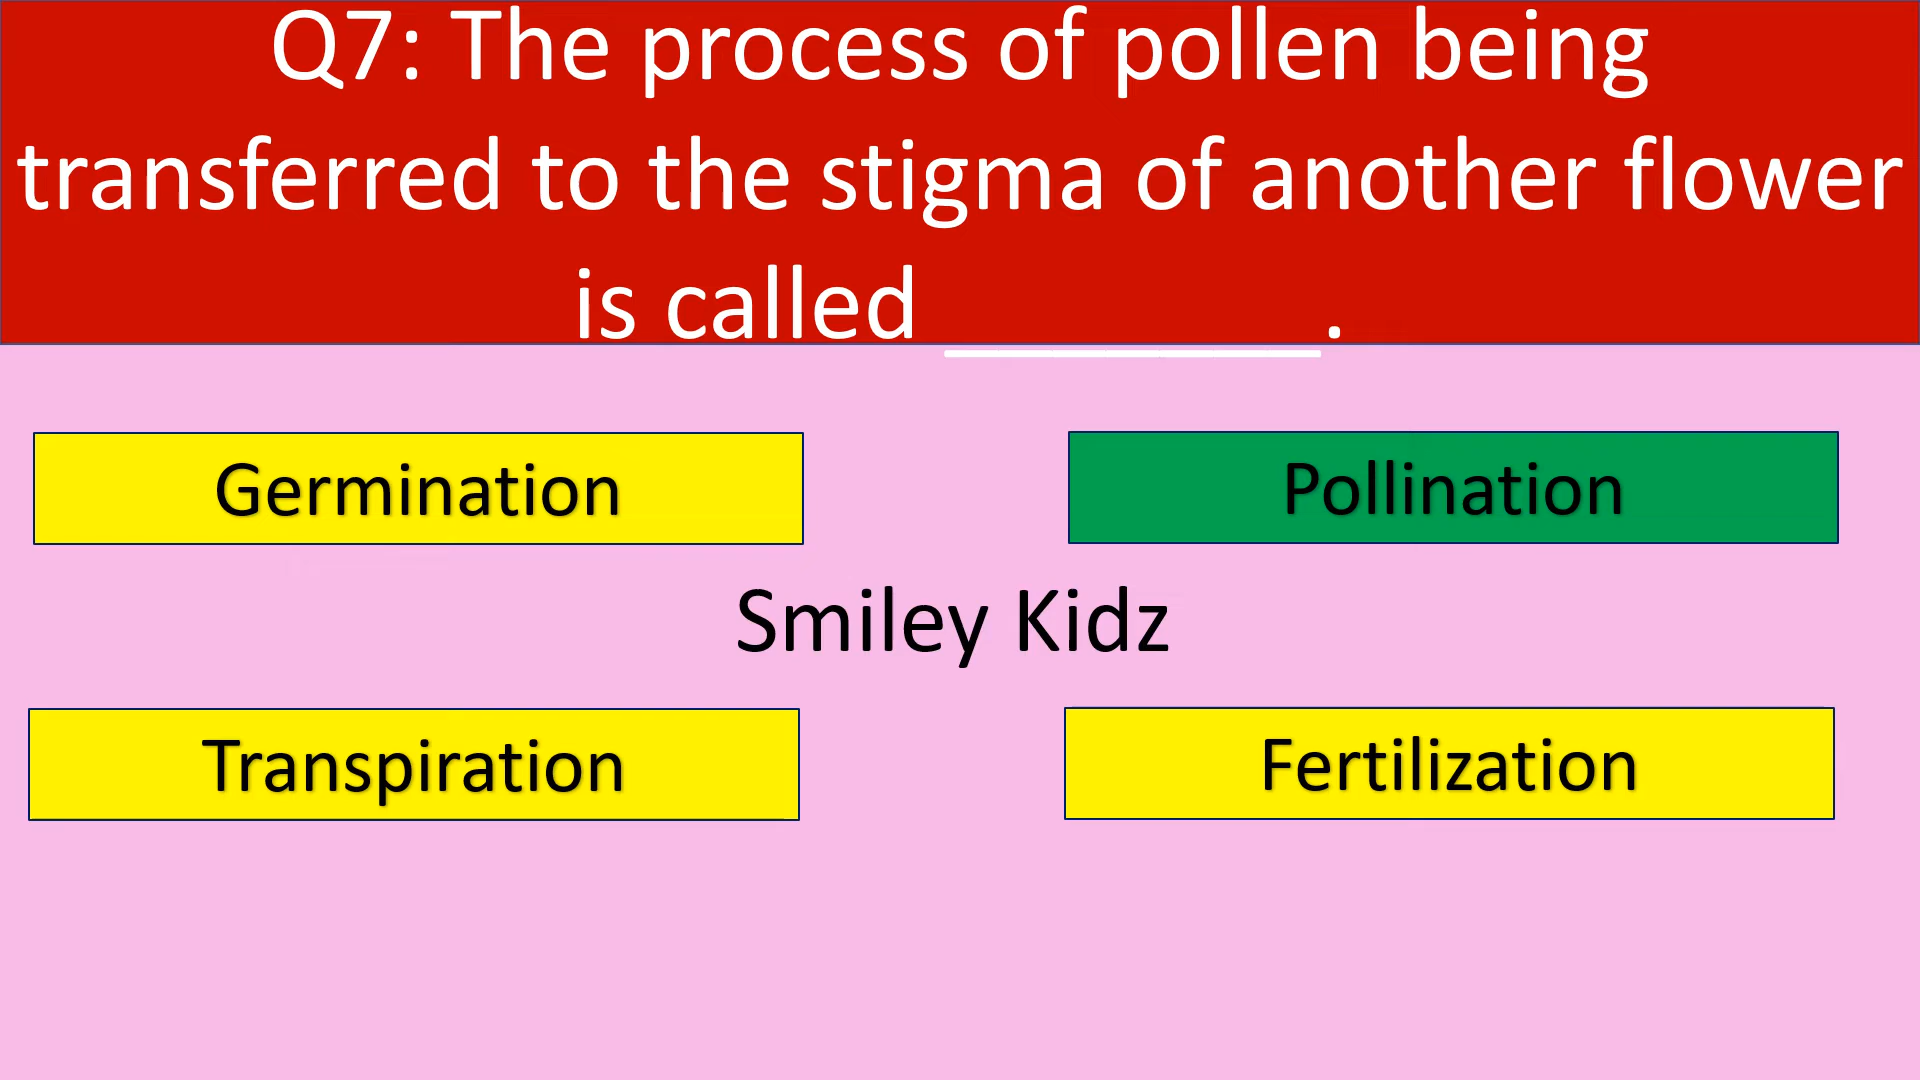 Q7: The process of pollen being
transferred to the stigma of another flower
is called _______.
Germination
Pollination
Smiley Kidz
Transpiration
Fertilization